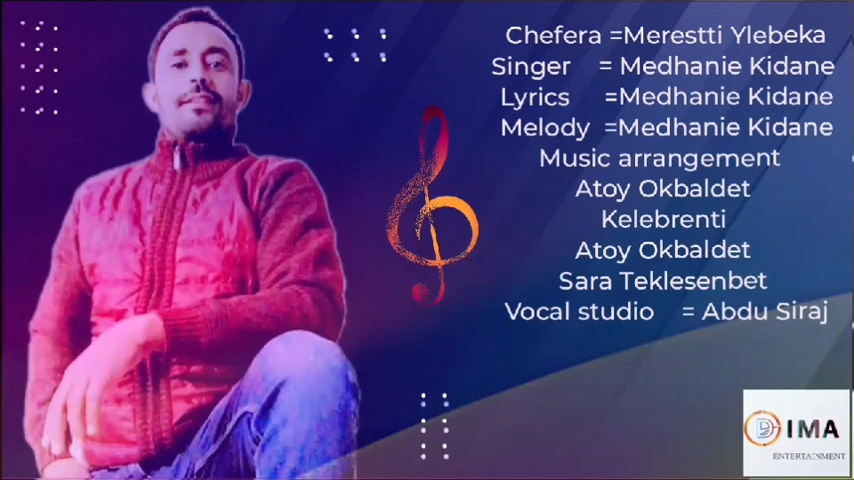 Chefera =Merestti Ylebeka
Singer = Medhanie Kidane
Lyrics =Medhanie Kidane
Melody =Medhanie Kidane
Music arrangement
Atoy Okbaldet
Kelebrenti
Atoy Okbaldet
Sara Teklesenbet
Vocal studio = Abdu Siraj
DIMA
ENTERTAINMENT